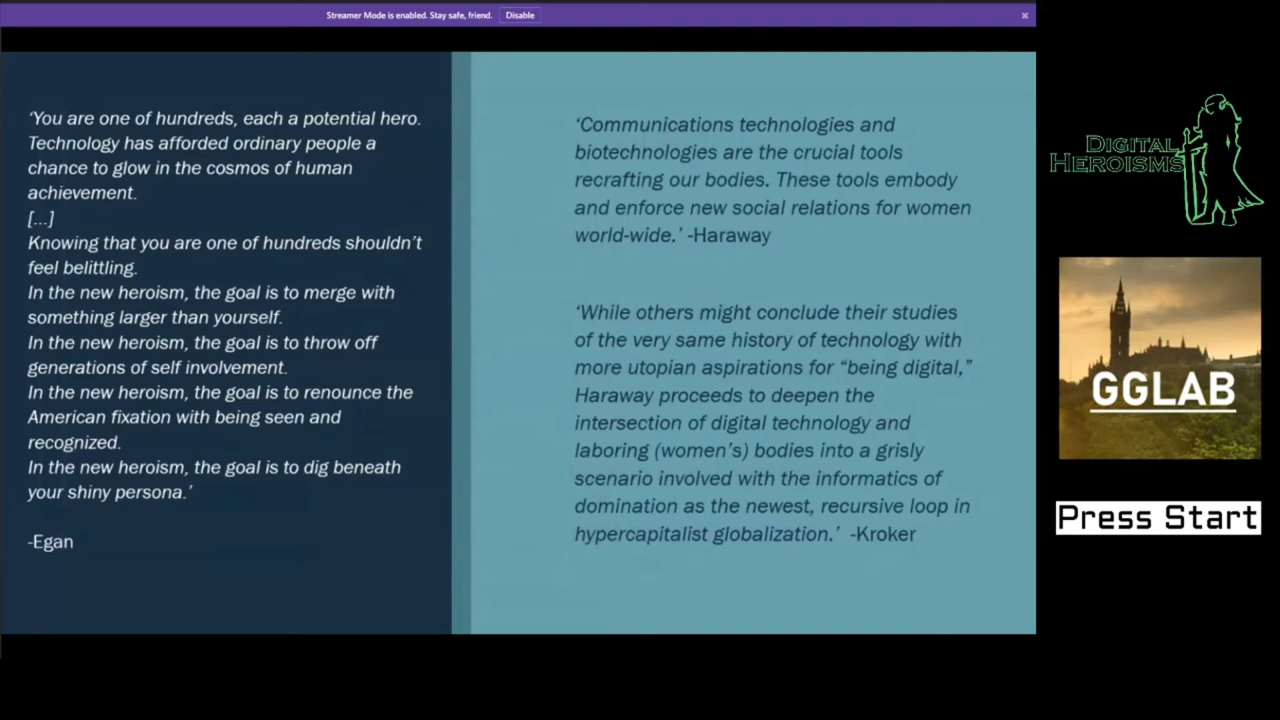 Streamer Mode is enabled. Stay safe, friend. Disable
‘You are one of hundreds, each a potential hero.
Technology has afforded ordinary people a
chance to glow in the cosmos of human
achievement.
[...]
Knowing that you are one of hundreds shouldn’t
feel belittling.
In the new heroism, the goal is to merge with
something larger than yourself.
In the new heroism, the goal is to throw off
generations of self involvement.
In the new heroism, the goal is to renounce the
American fixation with being seen and
recognized.
In the new heroism, the goal is to dig beneath
your shiny persona.’
-Egan
‘Communications technologies and
biotechnologies are the crucial tools
recrafting our bodies. These tools embody
and enforce new social relations for women
world-wide.’ -Haraway
‘While others might conclude their studies
of the very same history of technology with
more utopian aspirations for “being digital,”
Haraway proceeds to deepen the
intersection of digital technology and
laboring (women’s) bodies into a grisly
scenario involved with the informatics of
domination as the newest, recursive loop in
hypercapitalist globalization.’ -Kroker
DIGITAL
HEROISMS
GGLAB
Press Start